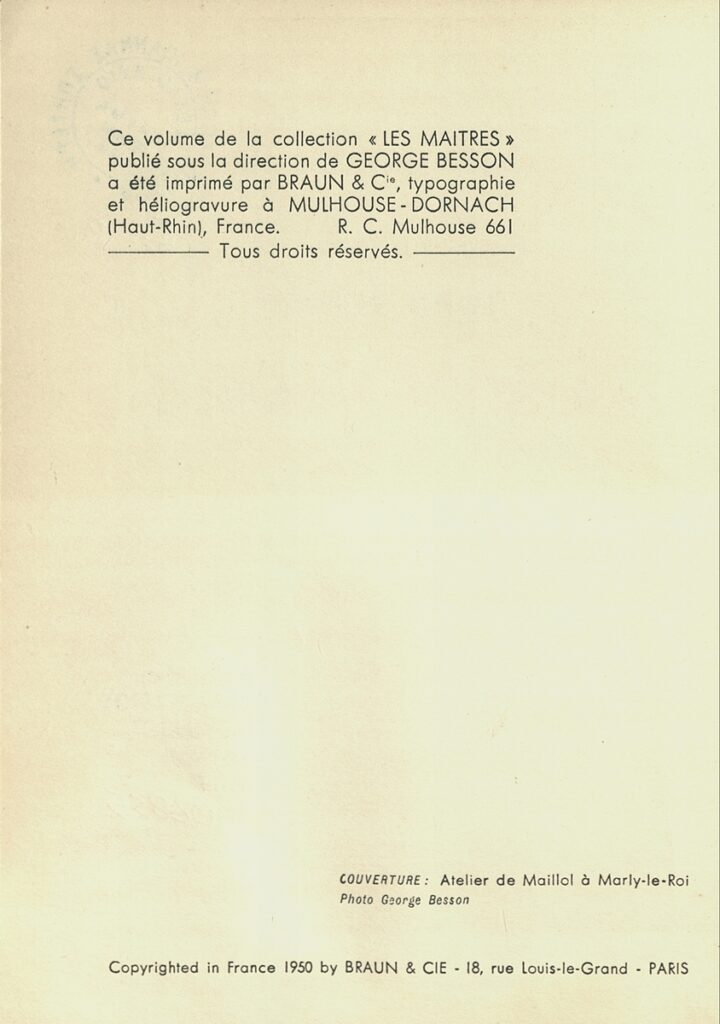 Ce volume de la collection « LES MAITRES »
publié sous la direction de GEORGE BESSON
a été imprimé par BRAUN & Cie, typographie
et héliogravure à MULHOUSE - DORNACH
(Haut-Rhin), France. R. C. Mulhouse 661
Tous droits réservés.
COUVERTURE : Atelier de Maillol à Marly-le-Roi
Photo George Besson
Copyrighted in France 1950 by BRAUN & CIE - 18, rue Louis-le-Grand - PARIS